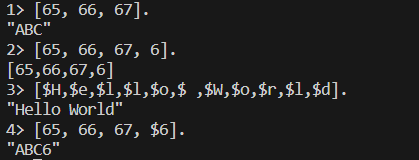 1> [65, 66, 67].
"ABC"
2> [65, 66, 67, 6].
[65,66,67,6]
3> [$H,$e,$l,$l,$o,$ ,$W,$o,$r,$l,$d].
"Hello World"
4> [65, 66, 67, $6].
"ABC6"